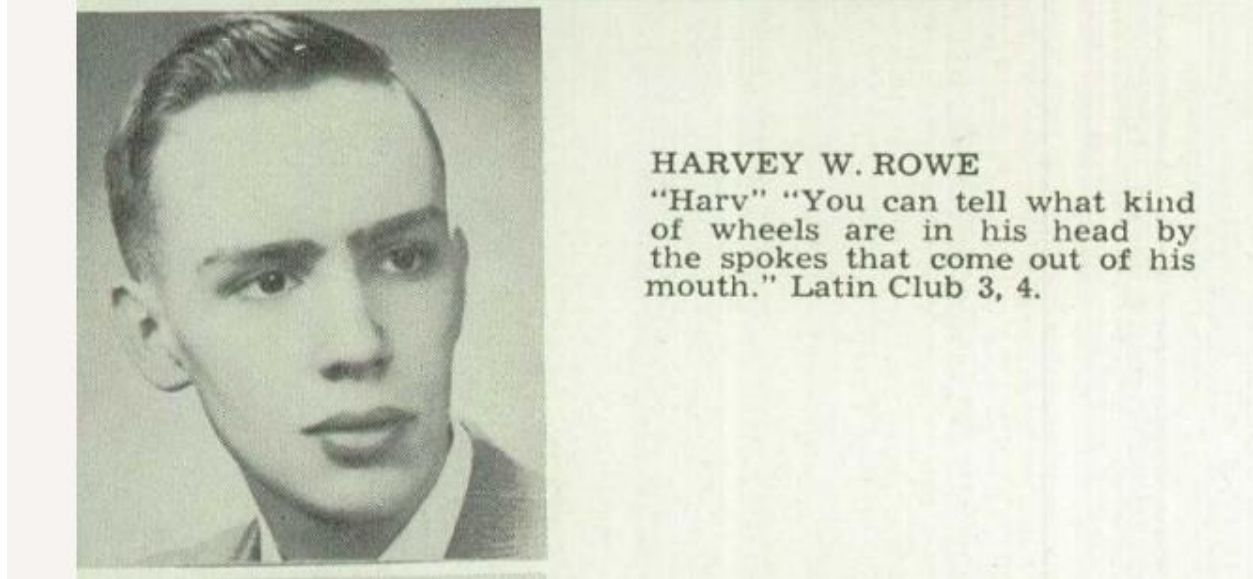 HARVEY W. ROWE
“Harv” “You can tell what kind
of wheels are in his head by
the spokes that come out of his
mouth.” Latin Club 3, 4.